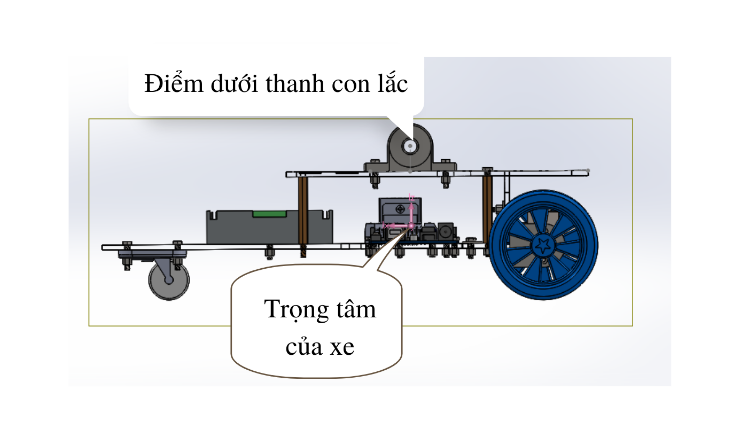 Điểm dưới thanh con lắc
Trọng tâm
của xe